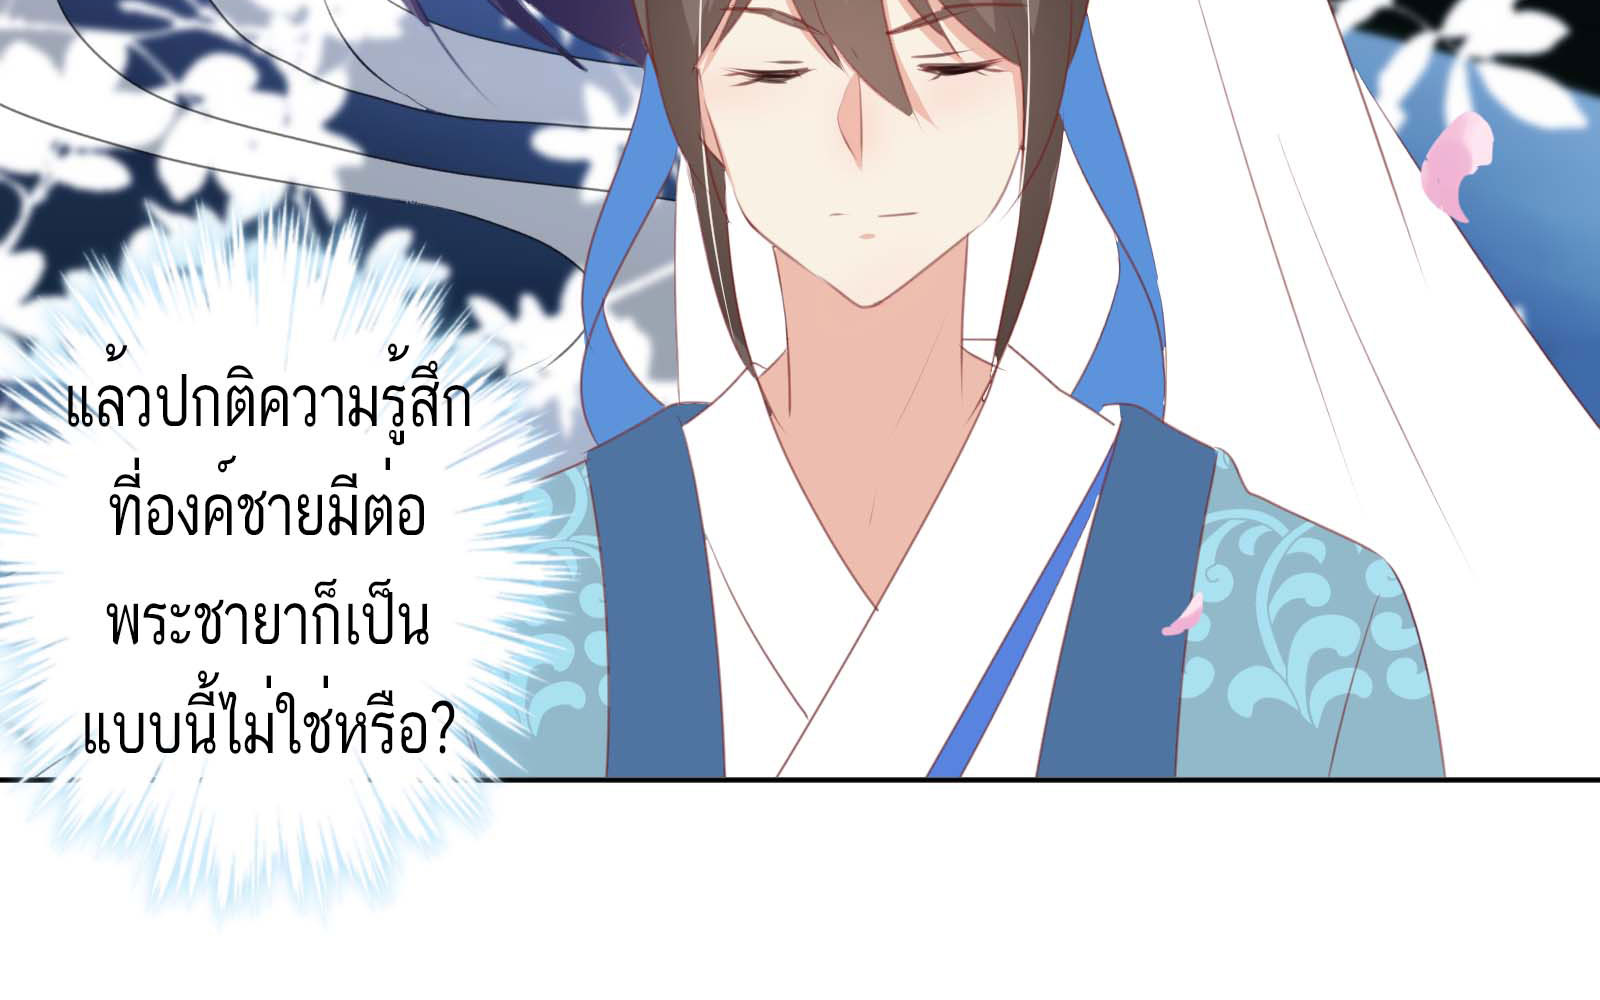 แล้วปกติความรู้สึก
ที่องค์ชายมีต่อ
พระชายาก็เป็น
แบบนี้ไม่ใช่หรือ?